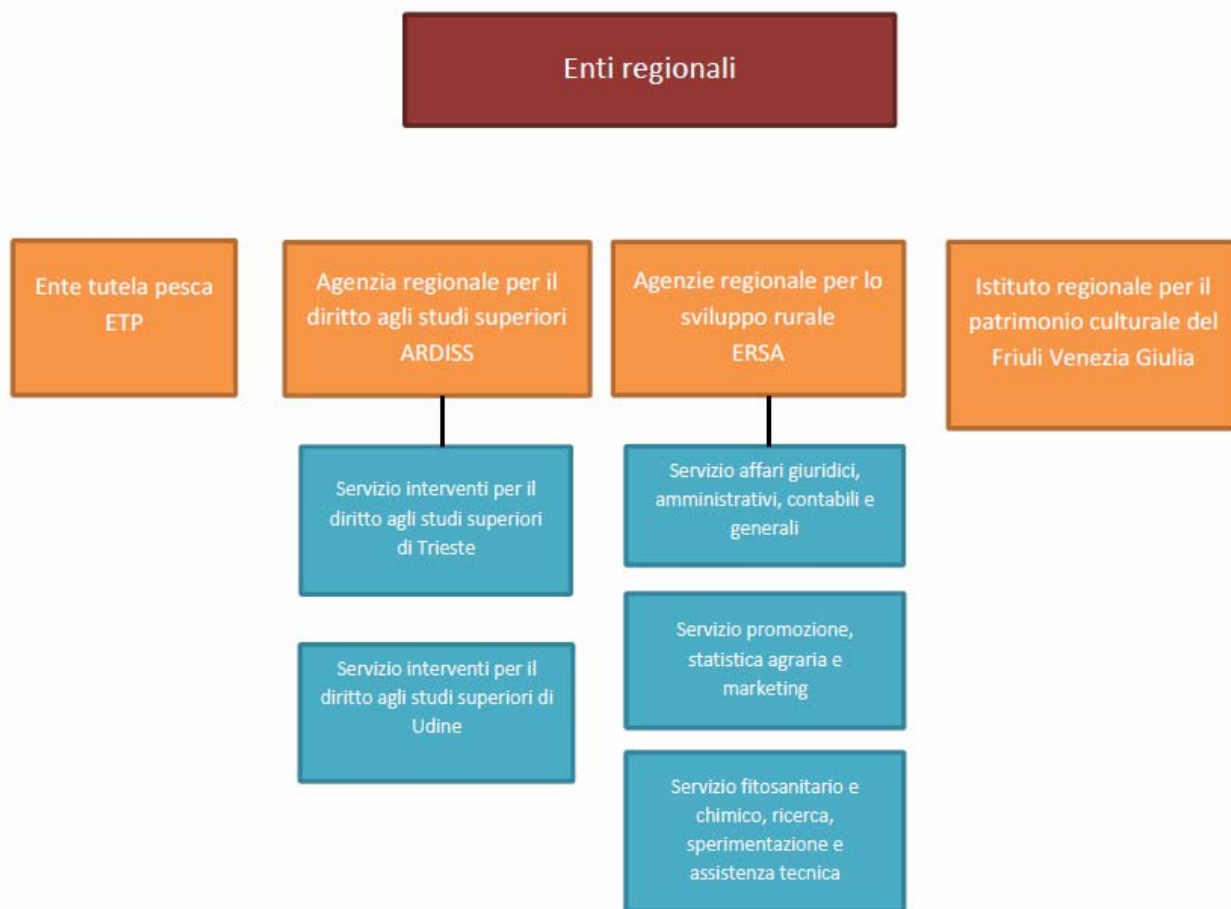 Enti regionali
Ente tutela pesca
ETP
Agenzia regionale per il
diritto agli studi superiori
ARDISS
Agenzie regionale per lo
sviluppo rurale
ERSA
Istituto regionale per il
patrimonio culturale del
Friuli Venezia Giulia
Servizio interventi per il
diritto agli studi superiori
di Trieste
Servizio interventi per il
diritto agli studi superiori di
Udine
Servizio affari giuridici,
amministrativi, contabili e
generali
Servizio promozione,
statistica agraria e
marketing
Servizio fitosanitario e
chimico, ricerca,
sperimentazione e
assistenza tecnica